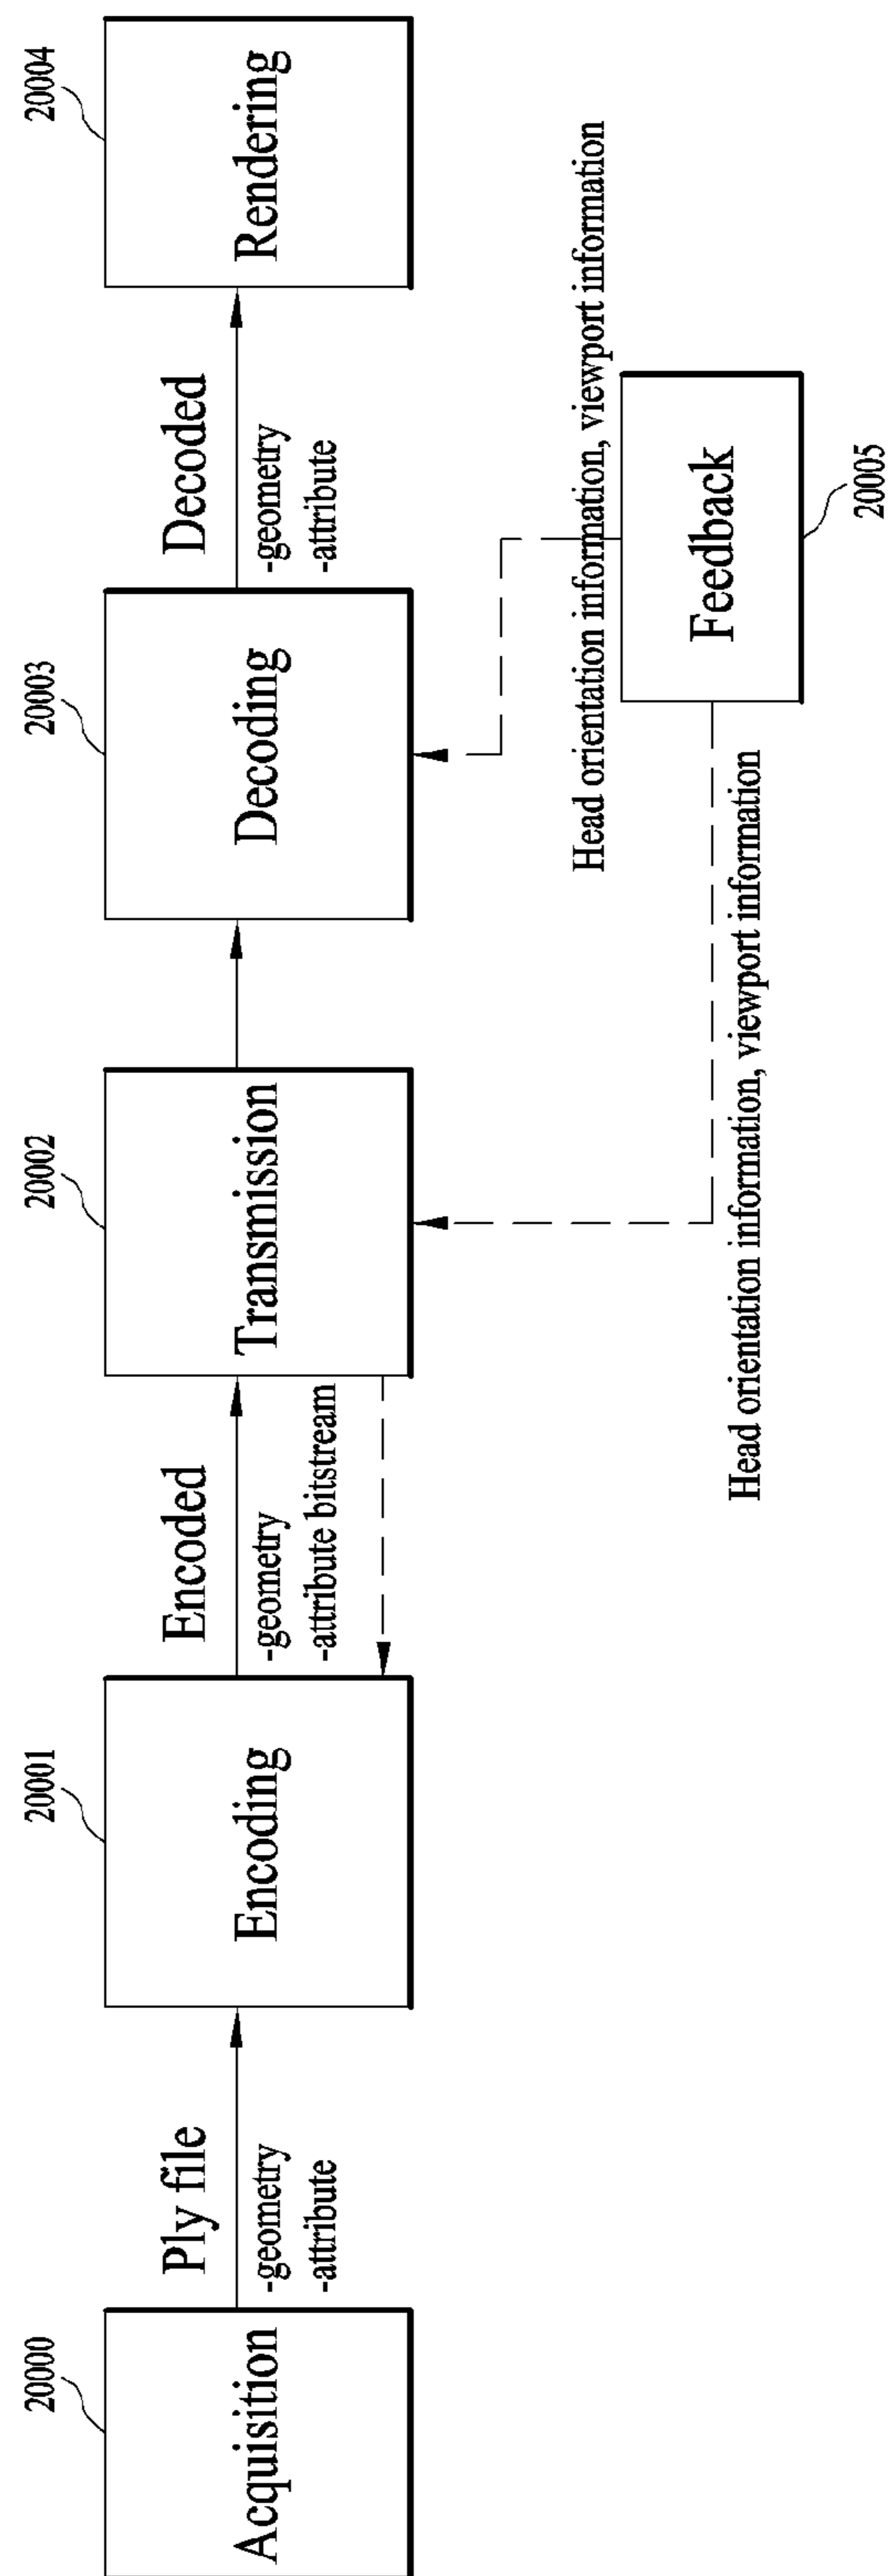 20000
Acquisition
Ply file
-geometry
-attribute
20001
Encoding
Encoded
-geometry
-attribute bitstream
20002
Transmission
20003
Decoding
Decoded
-geometry
-attribute
20004
Rendering
Head orientation information, viewport information
Feedback
20005
Head orientation information, viewport information